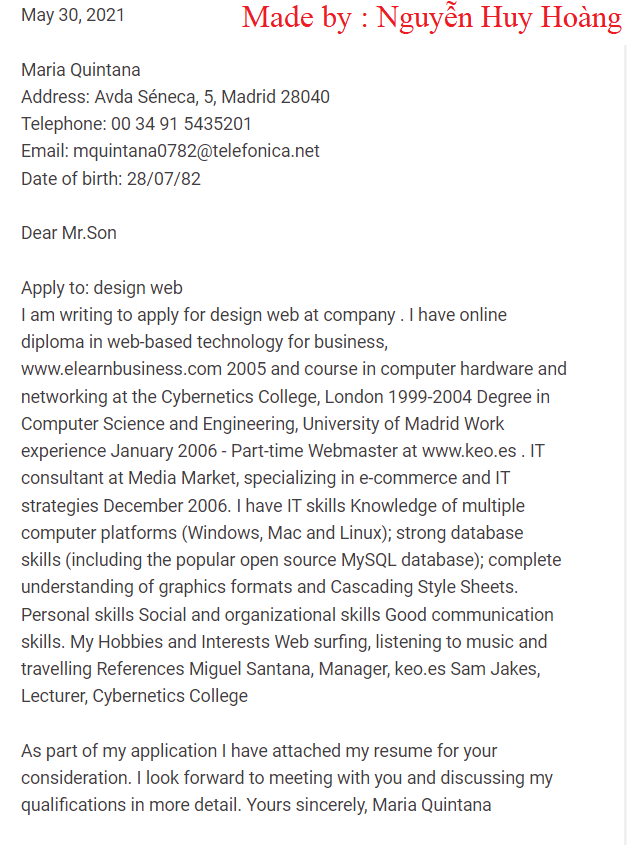 May 30, 2021
Made by : Nguyễn Huy Hoàng
Maria Quintana
Address: Avda Séneca, 5, Madrid 28040
Telephone: 00 34 91 5435201
Email: mquintana0782@telefonica.net
Date of birth: 28/07/82
Dear Mr.Son
Apply to: design web
I am writing to apply for design web at company . I have online
diploma in web-based technology for business,
www.elearnbusiness.com 2005 and course in computer hardware and
networking at the Cybernetics College, London 1999-2004 Degree in
Computer Science and Engineering, University of Madrid Work
experience January 2006 - Part-time Webmaster at www.keo.es . IT
consultant at Media Market, specializing in e-commerce and IT
strategies December 2006. I have IT skills Knowledge of multiple
computer platforms (Windows, Mac and Linux); strong database
skills (including the popular open source MySQL database); complete
understanding of graphics formats and Cascading Style Sheets.
Personal skills Social and organizational skills Good communication
skills. My Hobbies and Interests Web surfing, listening to music and
travelling References Miguel Santana, Manager, keo.es Sam Jakes,
Lecturer, Cybernetics College
As part of my application I have attached my resume for your
consideration. I look forward to meeting with you and discussing my
qualifications in more detail. Yours sincerely, Maria Quintana